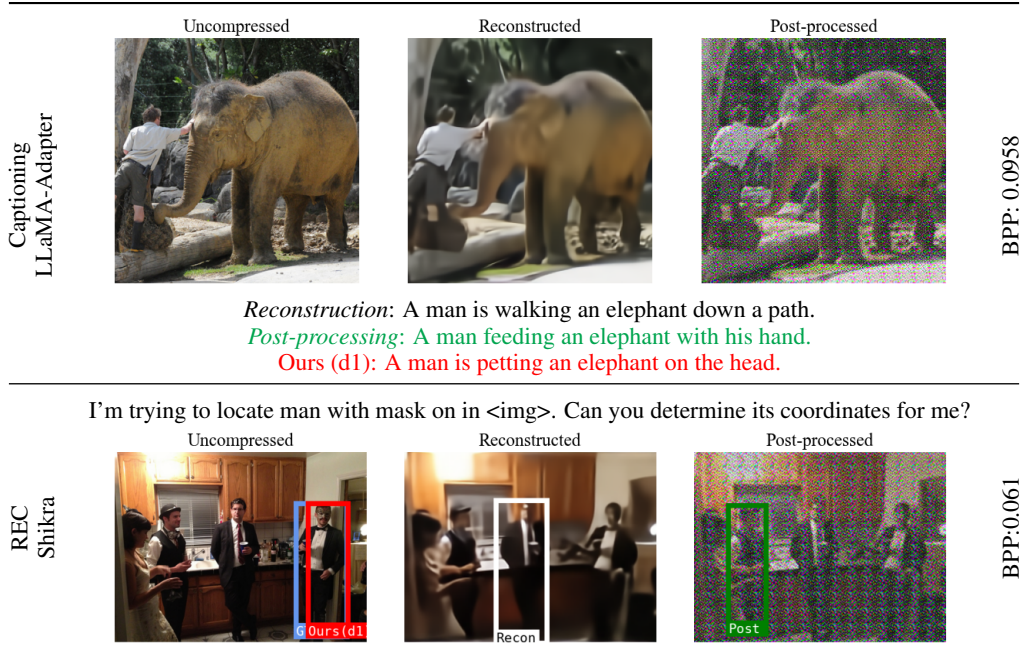 Uncompressed Reconstructed Post-processed
Captioning
LLaMA-Adapter
BPP: 0.0958
Reconstruction: A man is walking an elephant down a path.
Post-processing: A man feeding an elephant with his hand.
Ours (d1): A man is petting an elephant on the head.
I'm trying to locate man with mask on in <img>. Can you determine its coordinates for me?
Uncompressed Reconstructed Post-processed
REC
Shikra
G Ours(d1
Recon
Post
BPP:0.061